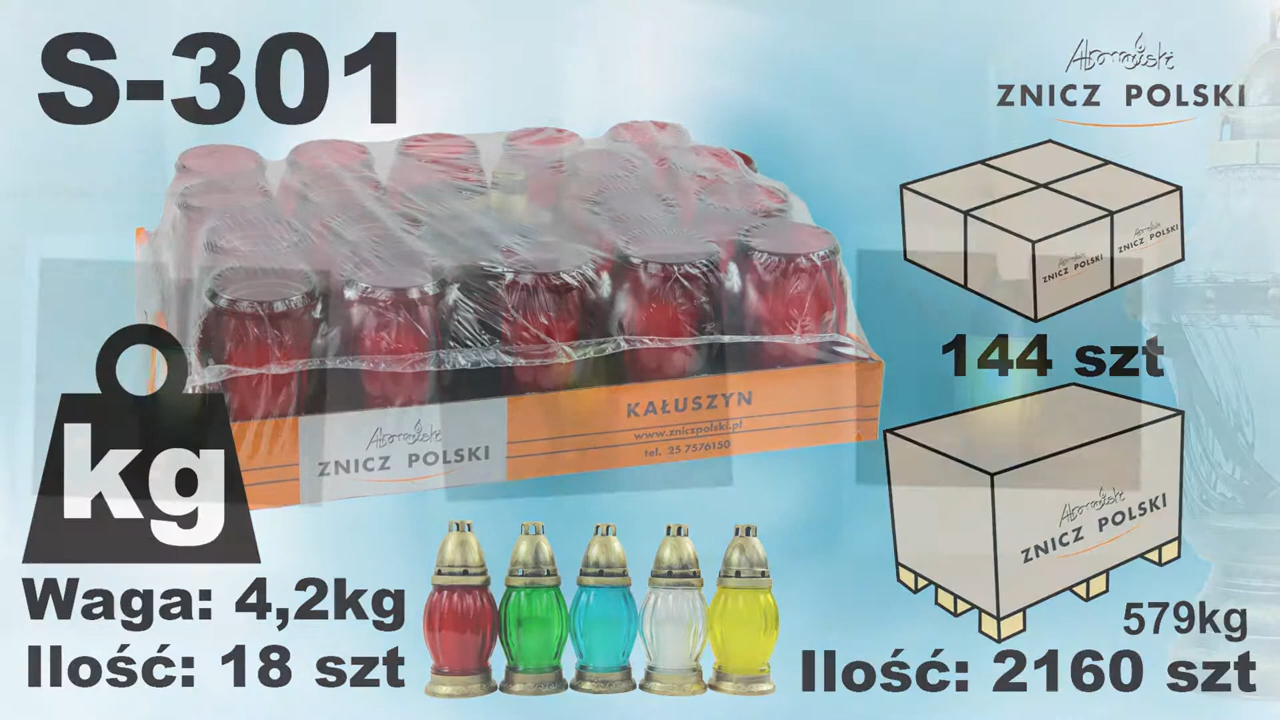 S-301
ZNICZ POLSKI
ZNICZ POLSKI
ZNICZ POLSKI
144 szt
KAŁUSZYN
www.zniczpolski.pl
tel. 25 7576150
ZNICZ POLSKI
kg
ZNICZ POLSKI
Waga: 4,2kg
Ilość: 18 szt
579kg
Ilość: 2160 szt